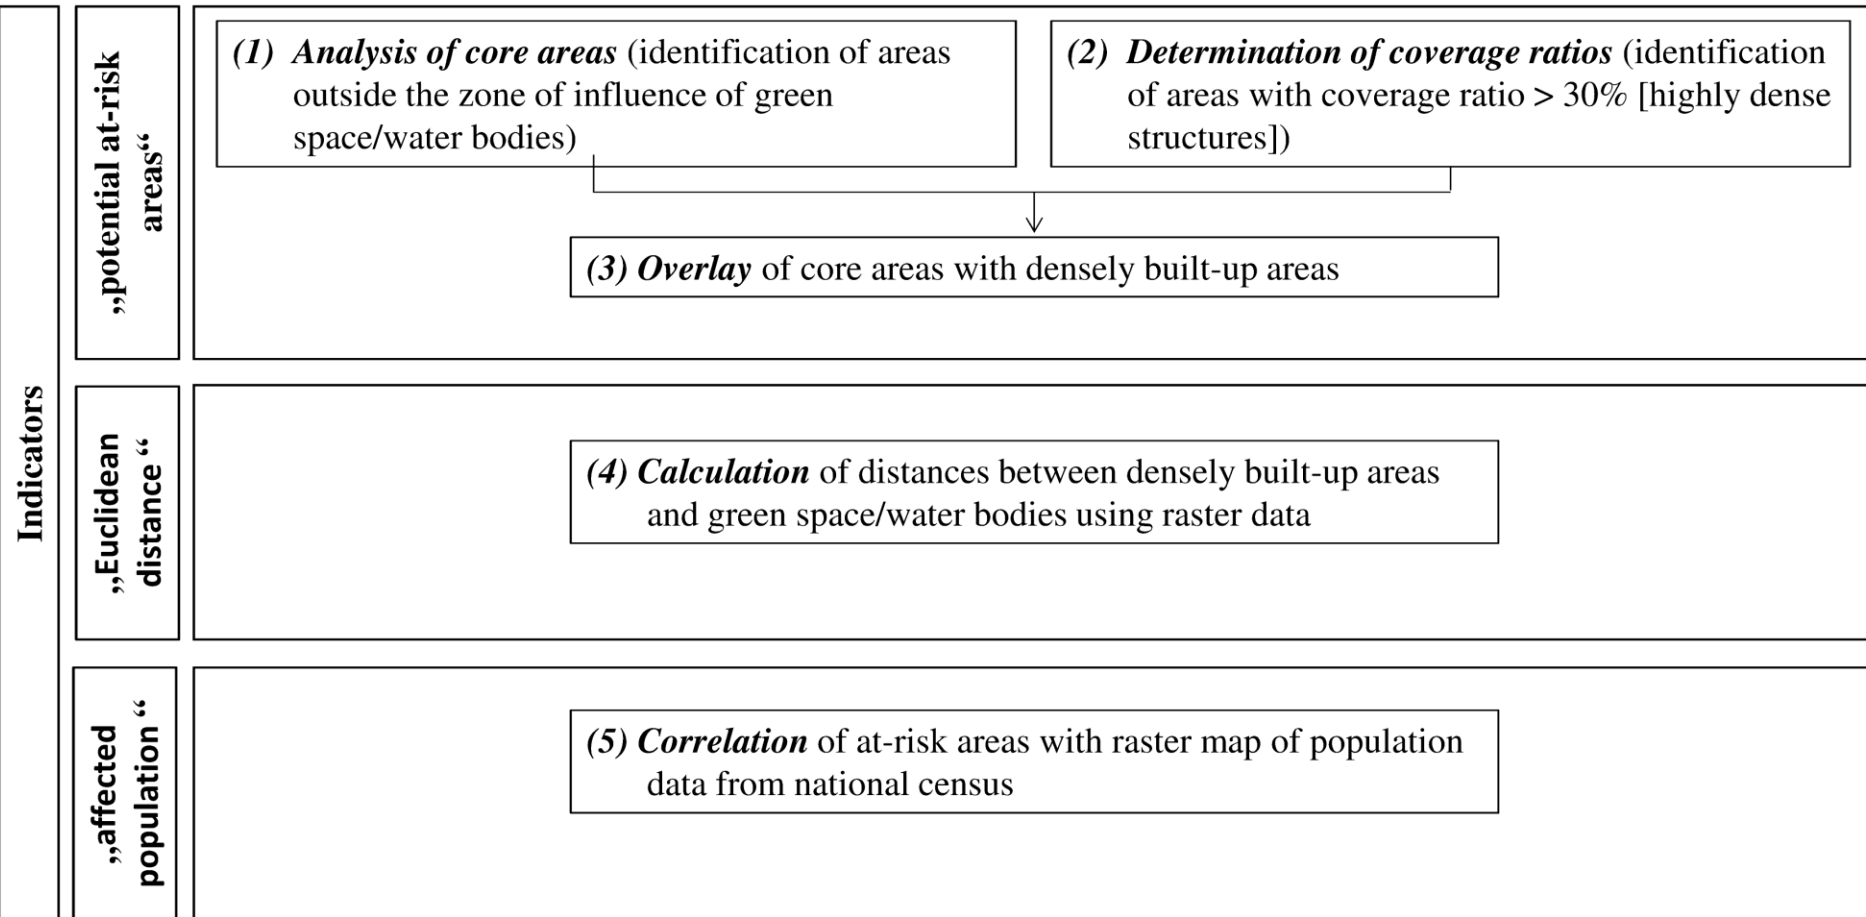 Indicators
„potential at-risk
areas“
(1) Analysis of core areas (identification of areas
outside the zone of influence of green
space/water bodies)
(2) Determination of coverage ratios (identification
of areas with coverage ratio > 30% [highly dense
structures])
(3) Overlay of core areas with densely built-up areas
„Euclidean
distance“
(4) Calculation of distances between densely built-up areas
and green space/water bodies using raster data
„affected
population“
(5) Correlation of at-risk areas with raster map of population
data from national census